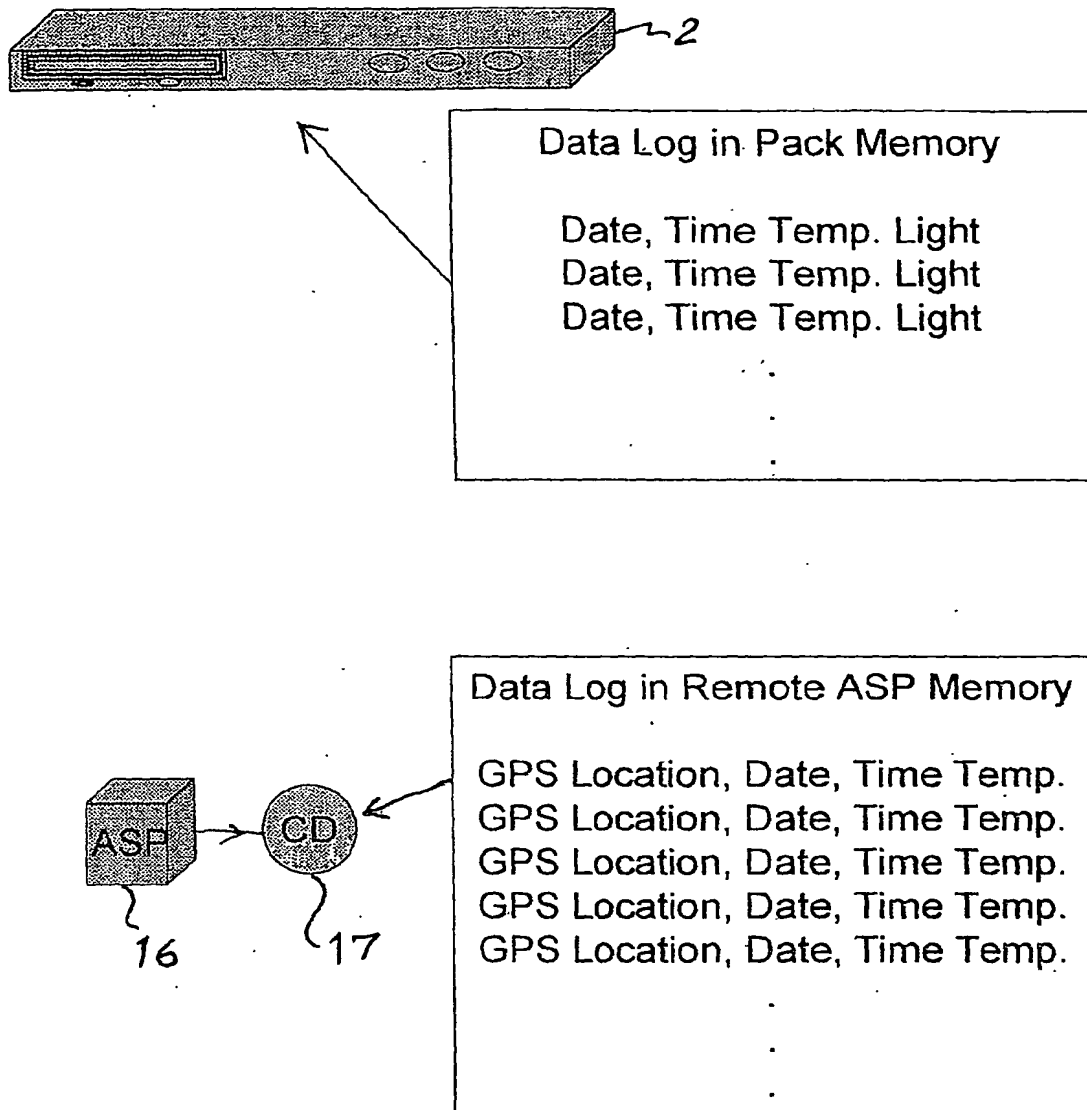 2
Data Log in Pack Memory
Date, Time Temp. Light
Date, Time Temp. Light
Date, Time Temp. Light
Data Log in Remote ASP Memory
GPS Location, Date, Time Temp.
GPS Location, Date, Time Temp.
GPS Location, Date, Time Temp.
GPS Location, Date, Time Temp.
GPS Location, Date, Time Temp.
ASP
CD
16
17